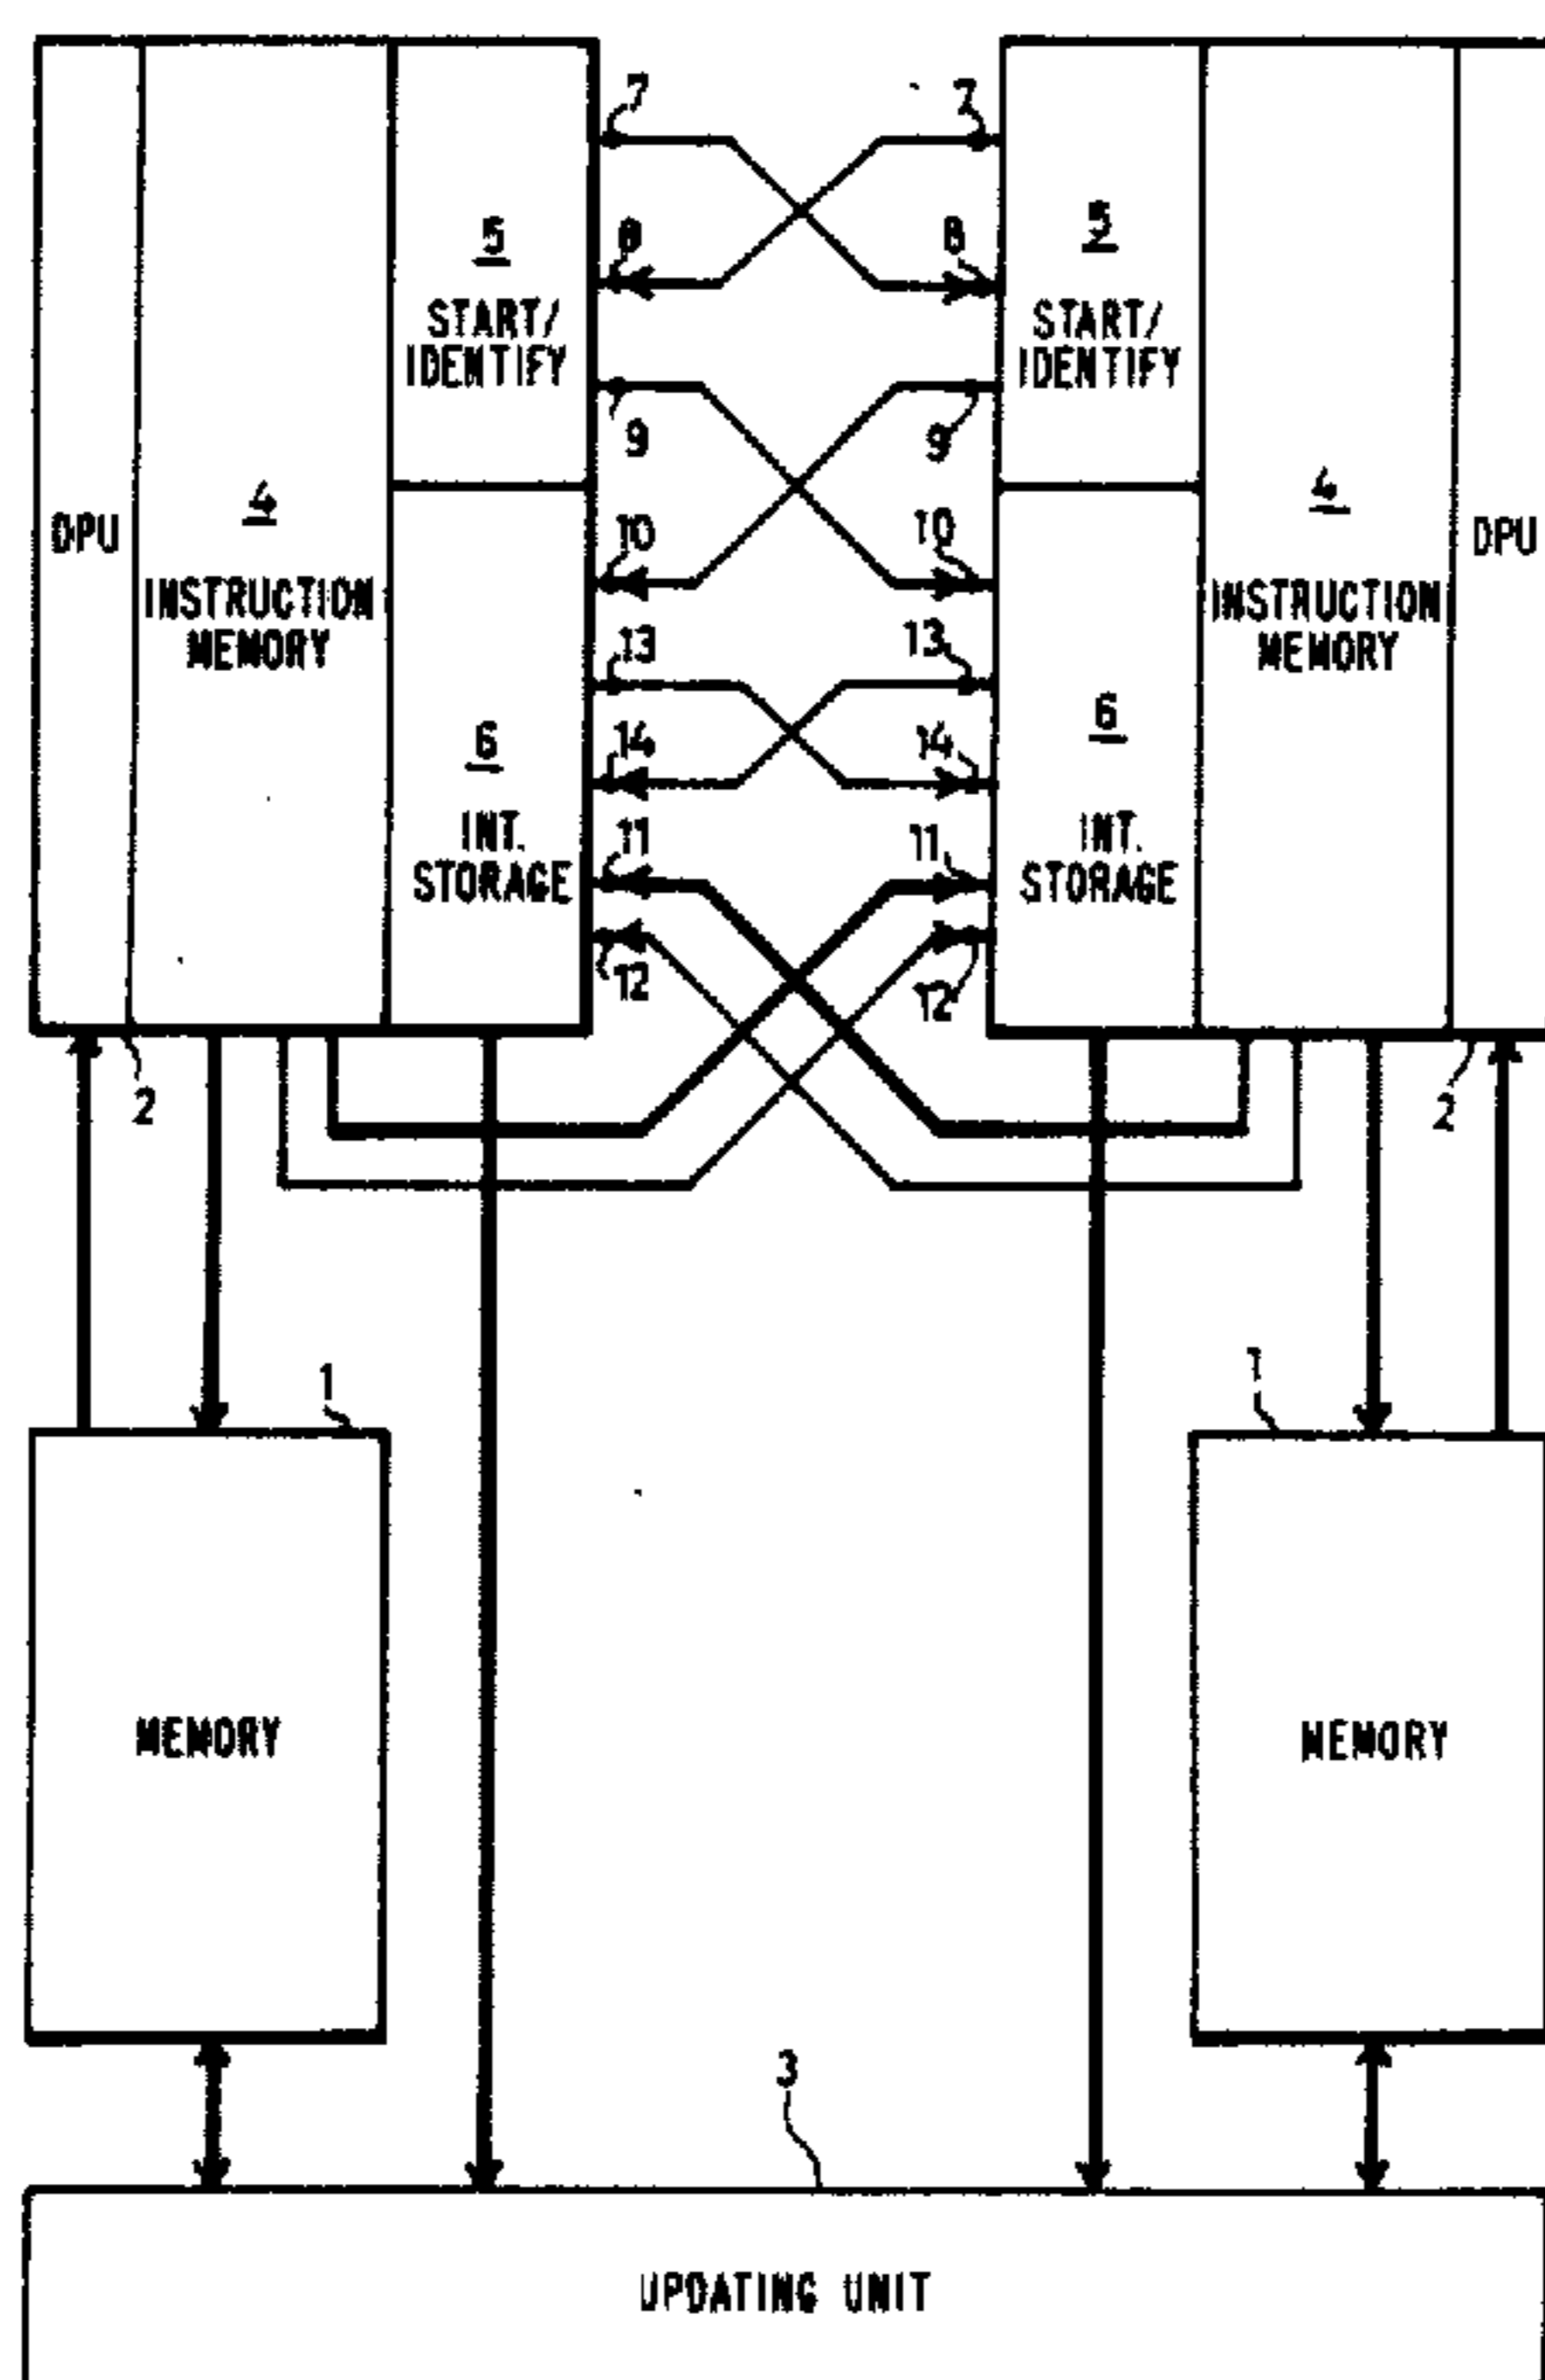 7 7
5 5
8 8
START/
IDENTIFY
START/
IDENTIFY
9 9
4 4
DPU DPU
10 10
INSTRUCTION
MEMORY
INSTRUCTION
MEMORY
13 13
6 6
14 14
INT.
STORAGE
INT.
STORAGE
11 11
12 12
2 2
1 1
MEMORY MEMORY
3
UPDATING UNIT